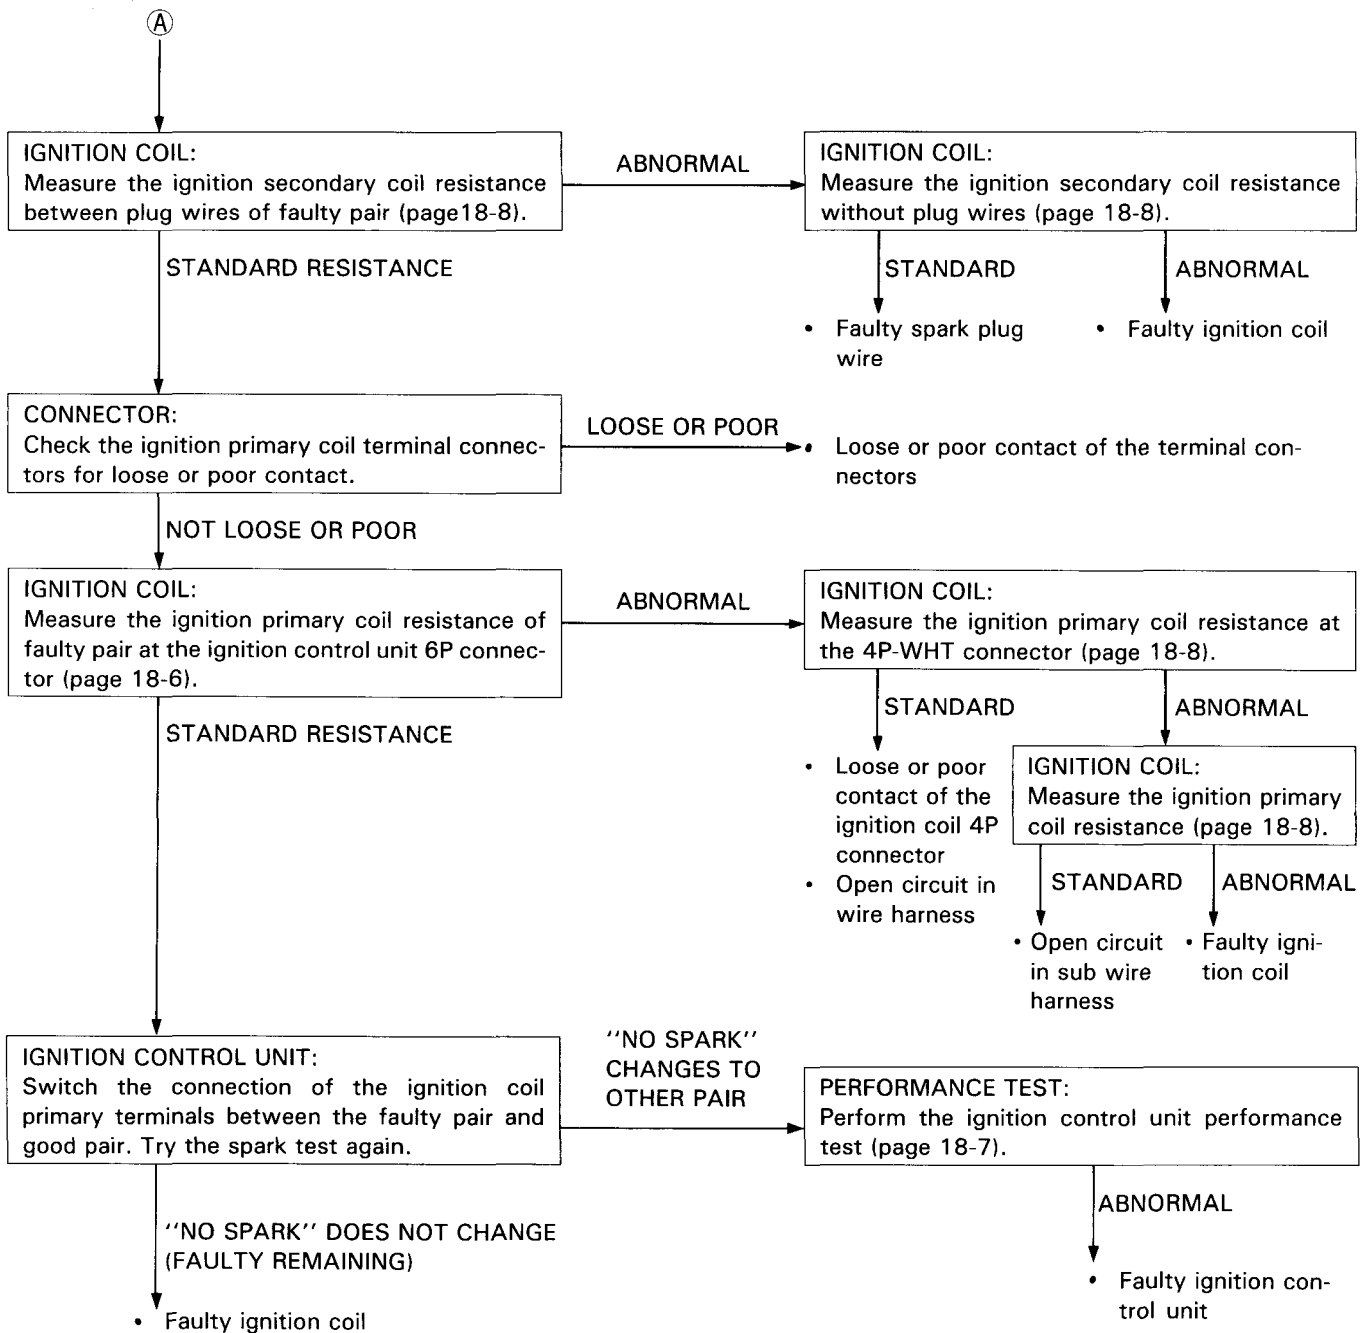 A
IGNITION COIL:
Measure the ignition secondary coil resistance
between plug wires of faulty pair (page18-8).
ABNORMAL
IGNITION COIL:
Measure the ignition secondary coil resistance
without plug wires (page 18-8).
STANDARD RESISTANCE
STANDARD
ABNORMAL
• Faulty spark plug
wire
• Faulty ignition coil
CONNECTOR:
Check the ignition primary coil terminal connec-
tors for loose or poor contact.
LOOSE OR POOR
• Loose or poor contact of the terminal con-
nectors
NOT LOOSE OR POOR
IGNITION COIL:
Measure the ignition primary coil resistance of
faulty pair at the ignition control unit 6P connec-
tor (page 18-6).
ABNORMAL
IGNITION COIL:
Measure the ignition primary coil resistance at
the 4P-WHT connector (page 18-8).
STANDARD RESISTANCE
STANDARD
ABNORMAL
• Loose or poor
contact of the
ignition coil 4P
connector
• Open circuit in
wire harness
IGNITION COIL:
Measure the ignition primary
coil resistance (page 18-8).
STANDARD
ABNORMAL
• Open circuit
in sub wire
harness
• Faulty igni-
tion coil
IGNITION CONTROL UNIT:
Switch the connection of the ignition coil
primary terminals between the faulty pair and
good pair. Try the spark test again.
''NO SPARK''
CHANGES TO
OTHER PAIR
PERFORMANCE TEST:
Perform the ignition control unit performance
test (page 18-7).
''NO SPARK'' DOES NOT CHANGE
(FAULTY REMAINING)
• Faulty ignition coil
ABNORMAL
• Faulty ignition con-
trol unit